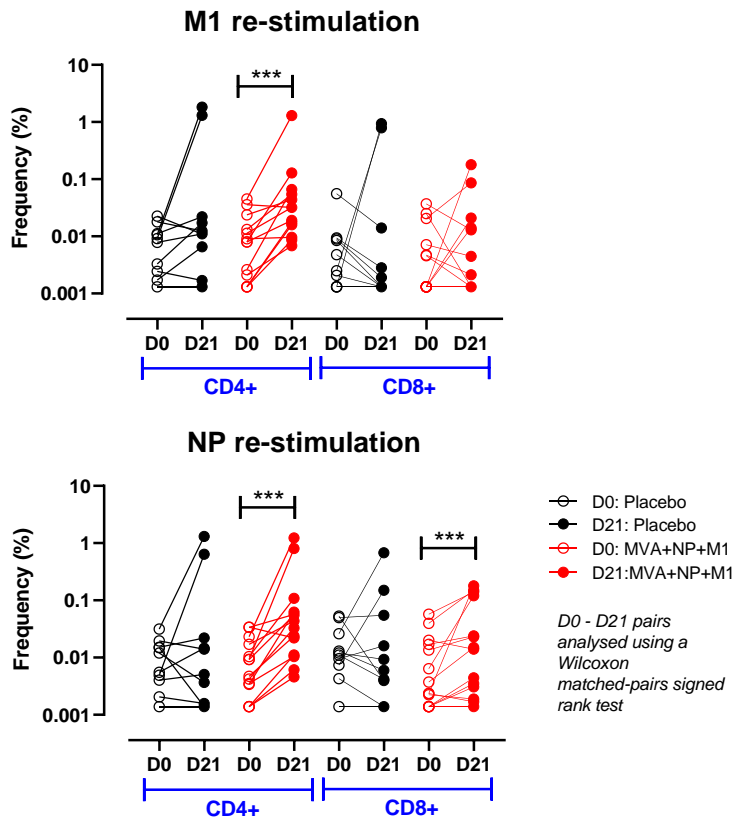 M1 re-stimulation
Frequency (%)
10
1
0.1
0.01
0.001
***
D0 D21 D0 D21 D0 D21 D0 D21
CD4+ CD8+
NP re-stimulation
Frequency (%)
10
1
0.1
0.01
0.001
*** ***
D0 D21 D0 D21 D0 D21 D0 D21
CD4+ CD8+
D0: Placebo
D21: Placebo
D0: MVA+NP+M1
D21:MVA+NP+M1
D0 - D21 pairs
analysed using a
Wilcoxon
matched-pairs signed
rank test